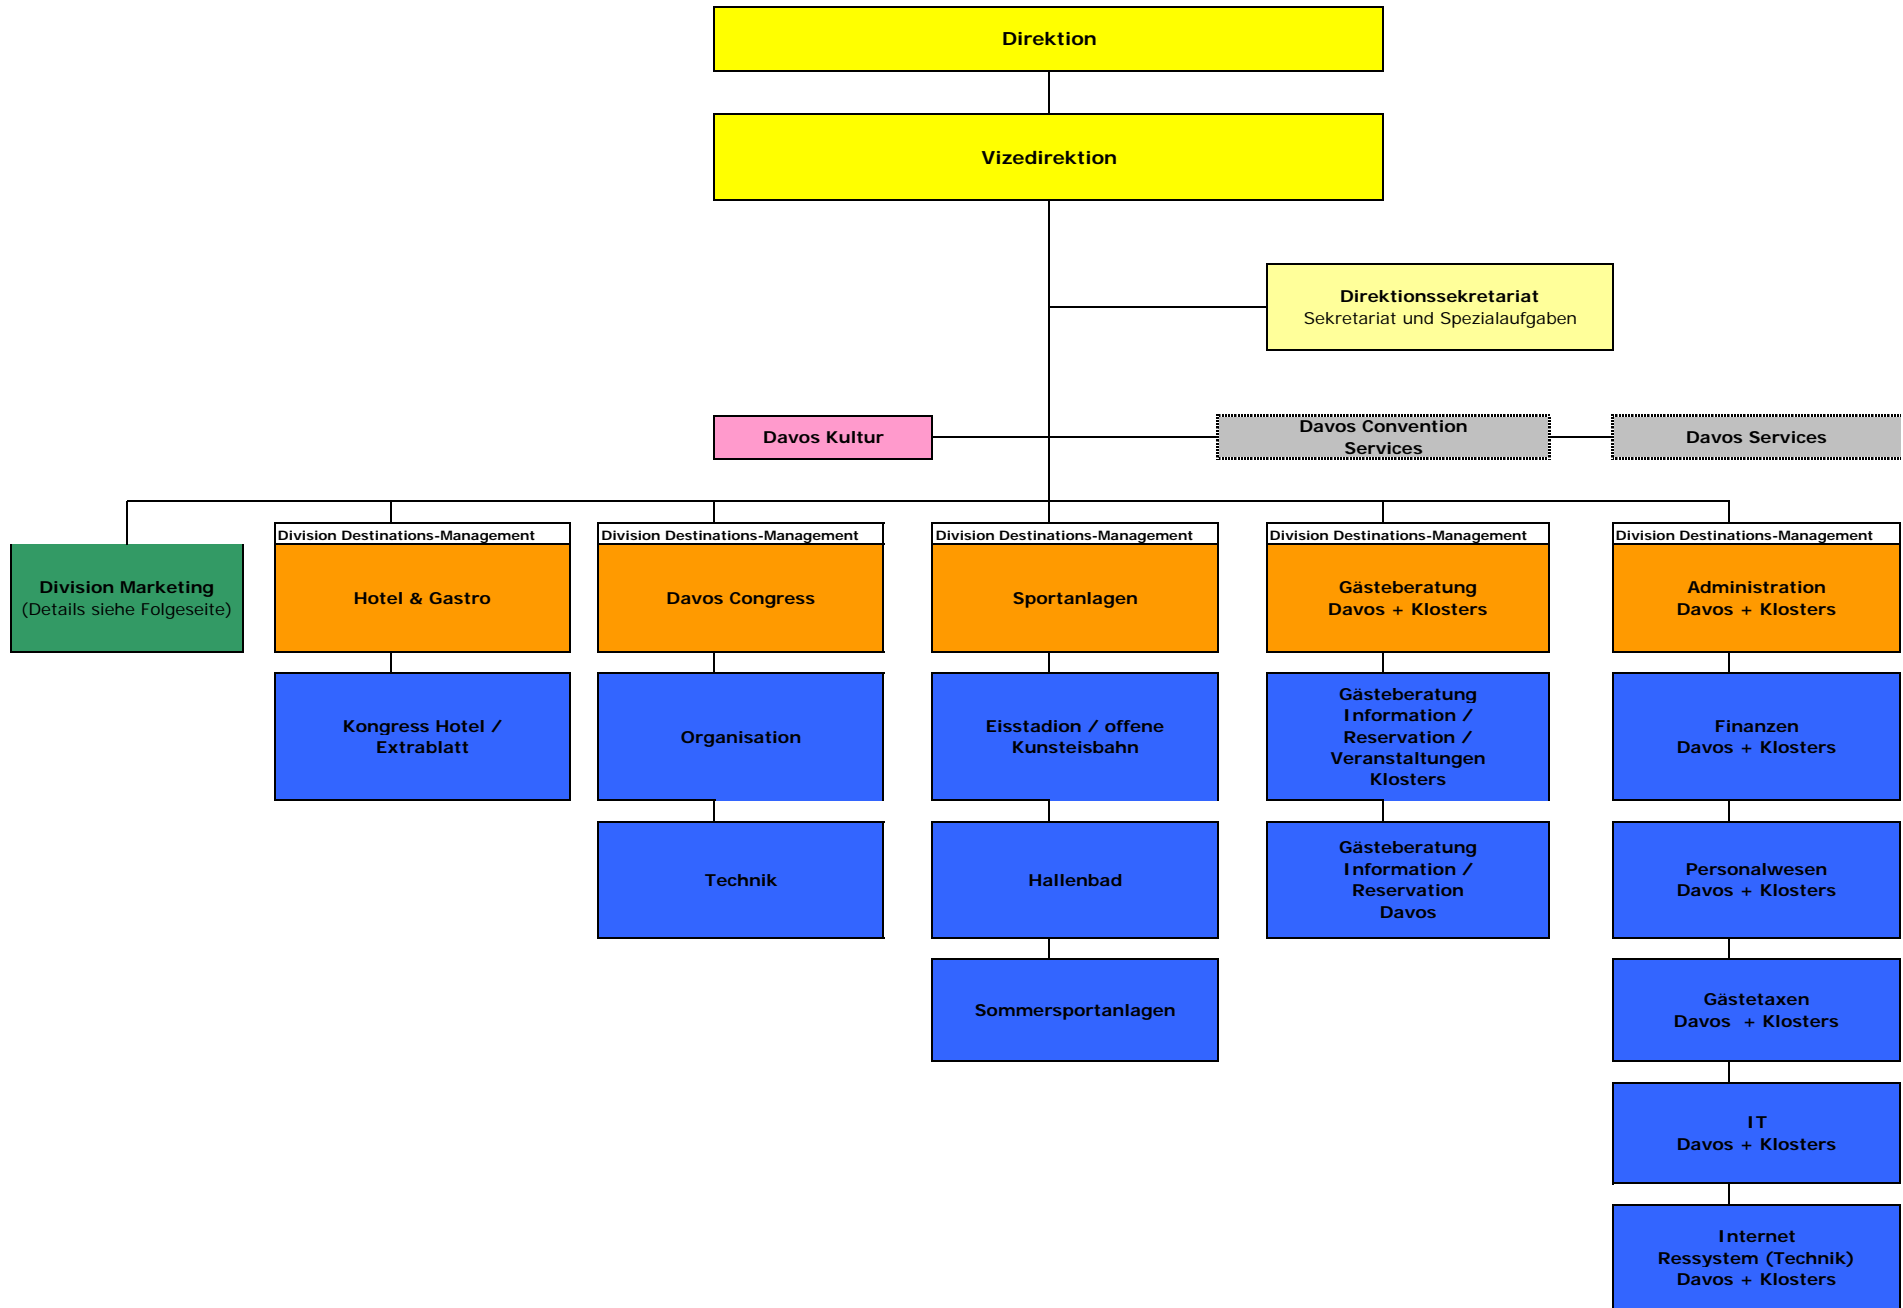 Direktion
Vizedirektion
Direktionssekretariat
Sekretariat und Spezialaufgaben
Davos Kultur
Davos Convention
Services
Davos Services
Division Marketing
(Details siehe Folgeseite)
Division Destinations-Management
Hotel & Gastro
Kongress Hotel /
Extrablatt
Division Destinations-Management
Davos Congress
Organisation
Technik
Division Destinations-Management
Sportanlagen
Eisstadion / offene
Kunsteisbahn
Hallenbad
Sommersportanlagen
Division Destinations-Management
Gästeberatung
Davos + Klosters
Gästeberatung
Information /
Reservation /
Veranstaltungen
Klosters
Gästeberatung
Information /
Reservation
Davos
Division Destinations-Management
Administration
Davos + Klosters
Finanzen
Davos + Klosters
Personalwesen
Davos + Klosters
Gästetaxen
Davos  + Klosters
IT
Davos + Klosters
Internet
Ressystem (Technik)
Davos + Klosters